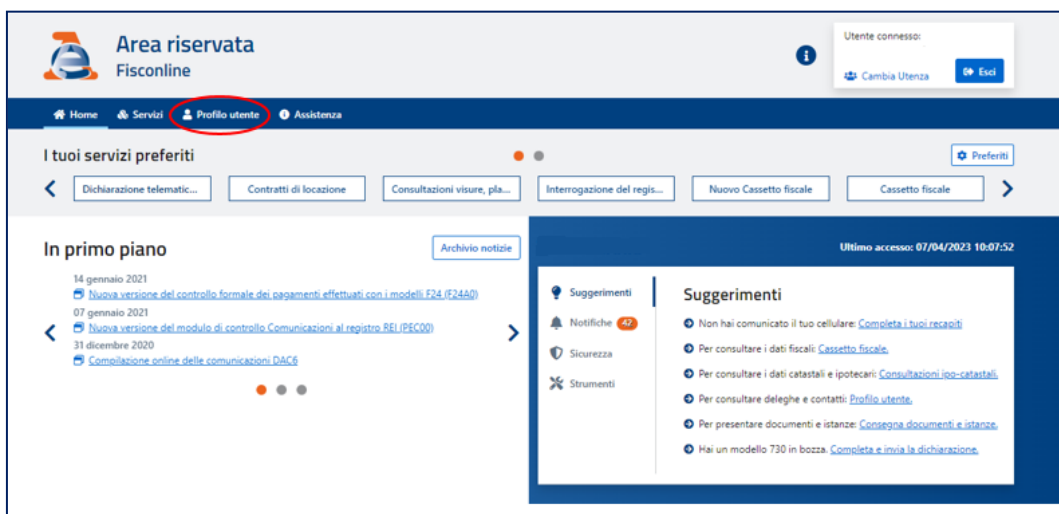 Area riservata
Fisconline
Utente connesso:
Cambia Utenza
Esci
Home Servizi Profilo utente Assistenza
I tuoi servizi preferiti
Preferiti
Dichiarazione telematic... Contratti di locazione Consultazioni visure, pla... Interrogazione del regis... Nuovo Cassetto fiscale Cassetto fiscale
In primo piano
Archivio notizie
14 gennaio 2021
Nuova versione del controllo formale dei pagamenti effettuati con i modelli F24 (F24A0)
07 gennaio 2021
Nuova versione del modulo di controllo Comunicazioni al registro REI (PEC00)
31 dicembre 2020
Compilazione online delle comunicazioni DAC6
Ultimo accesso: 07/04/2023 10:07:52
Suggerimenti
Notifiche 42
Sicurezza
Strumenti
Suggerimenti
Non hai comunicato il tuo cellulare: Completa i tuoi recapiti
Per consultare i dati fiscali: Cassetto fiscale.
Per consultare i dati catastali e ipotecari: Consultazioni ipo-catastali.
Per consultare deleghe e contatti: Profilo utente.
Per presentare documenti e istanze: Consegna documenti e istanze.
Hai un modello 730 in bozza. Completa e invia la dichiarazione.